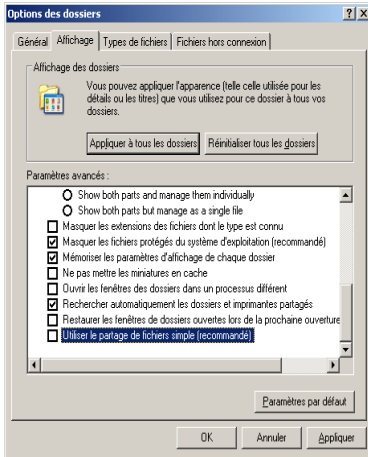 Options des dossiers
Général Affichage Types de fichiers Fichiers hors connexion
Affichage des dossiers
Vous pouvez appliquer l'apparence (telle celle utilisée pour les
détails ou les titres) que vous utilisez pour ce dossier à tous vos
dossiers.
Appliquer à tous les dossiers Réinitialiser tous les dossiers
Paramètres avancés :
Show both parts and manage them individually
Show both parts but manage as a single file
Masquer les extensions des fichiers dont le type est connu
Masquer les fichiers protégés du système d'exploitation (recommandé)
Mémoriser les paramètres d'affichage de chaque dossier
Ne pas mettre les miniatures en cache
Ouvrir les fenêtres des dossiers dans un processus différent
Rechercher automatiquement les dossiers et imprimantes partagés
Restaurer les fenêtres de dossiers ouvertes lors de la prochaine ouverture
Utiliser le partage de fichiers simple (recommandé)
Paramètres par défaut
OK Annuler Appliquer